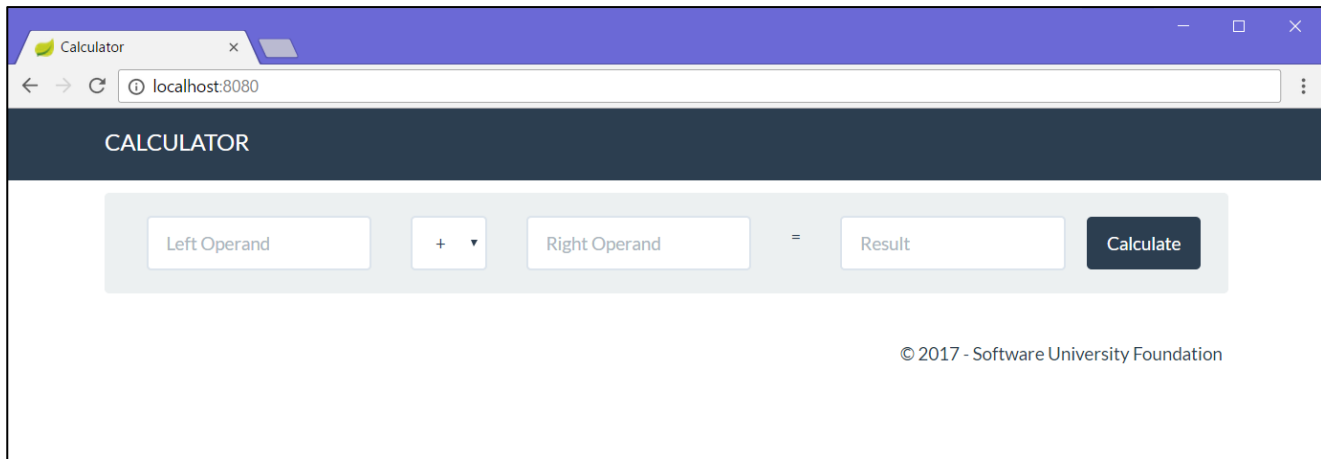 Calculator
localhost:8080
CALCULATOR
Left Operand + Right Operand = Result Calculate
© 2017 - Software University Foundation